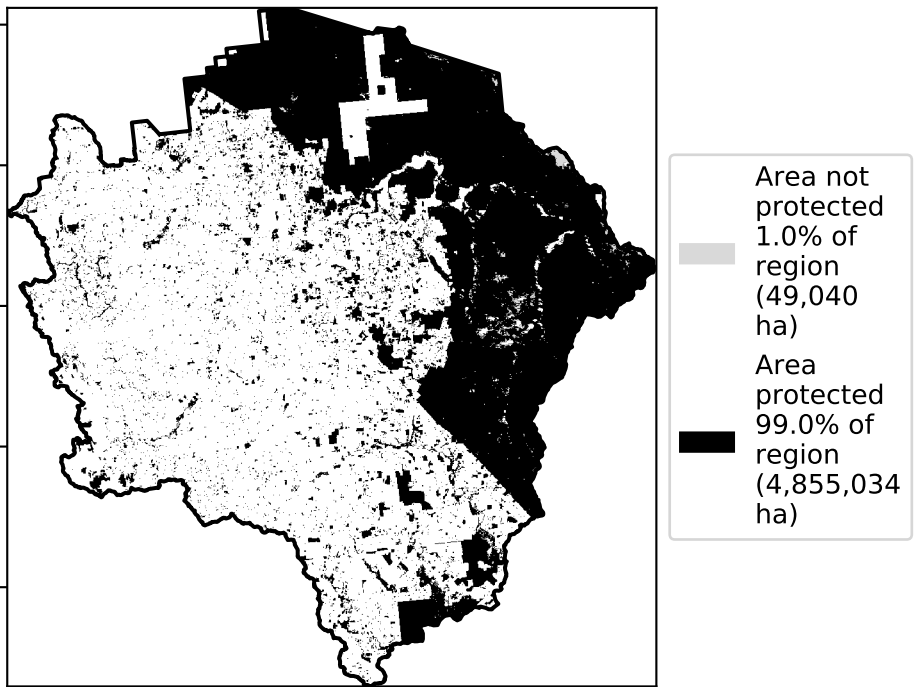 Area not
protected
1.0% of
region
(49,040
ha)
Area
protected
99.0% of
region
(4,855,034
ha)